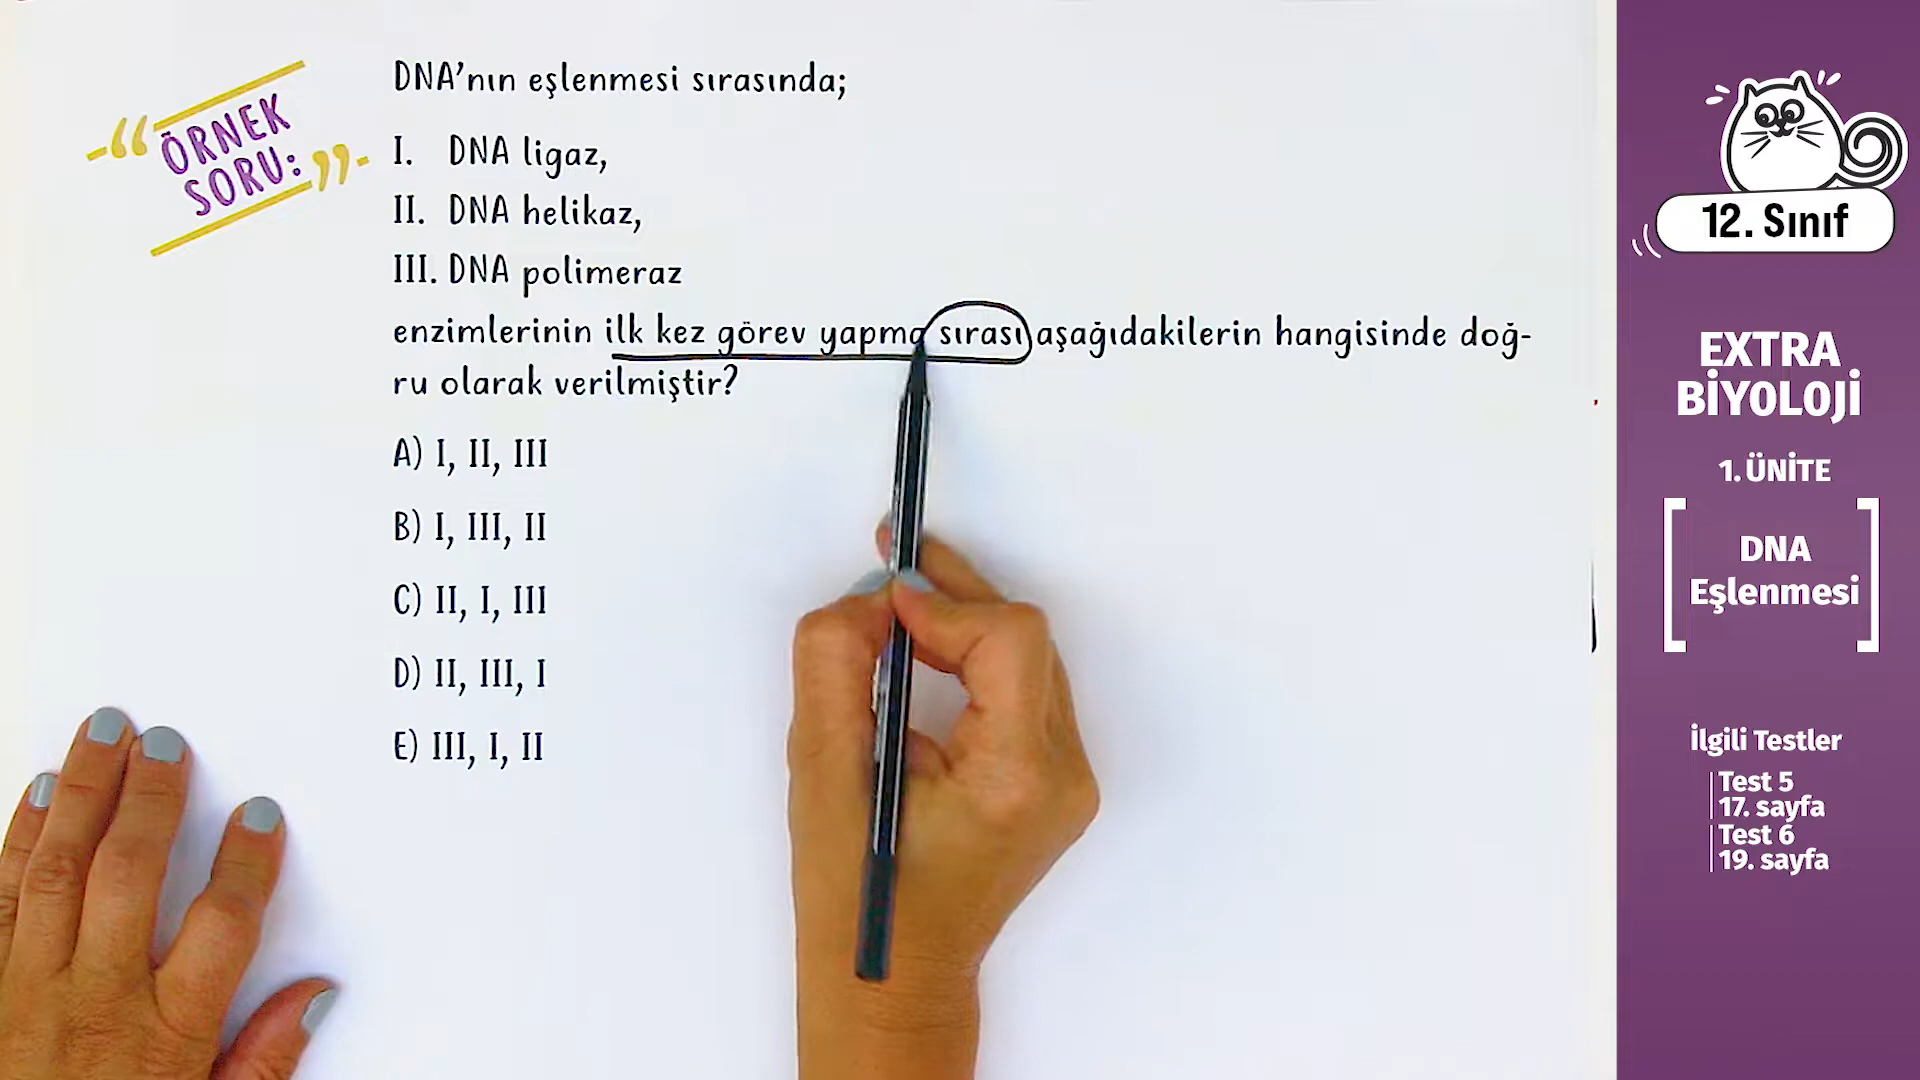 “ÖRNEK
SORU:”
DNA’nın eşlenmesi sırasında;
I. DNA ligaz,
II. DNA helikaz,
III. DNA polimeraz
enzimlerinin ilk kez görev yapma sırası aşağıdakilerin hangisinde doğ-
ru olarak verilmiştir?
A) I, II, III
B) I, III, II
C) II, I, III
D) II, III, I
E) III, I, II
12. Sınıf
EXTRA
BİYOLOJİ
1. ÜNİTE
DNA
Eşlenmesi
İlgili Testler
Test 5
17. sayfa
Test 6
19. sayfa